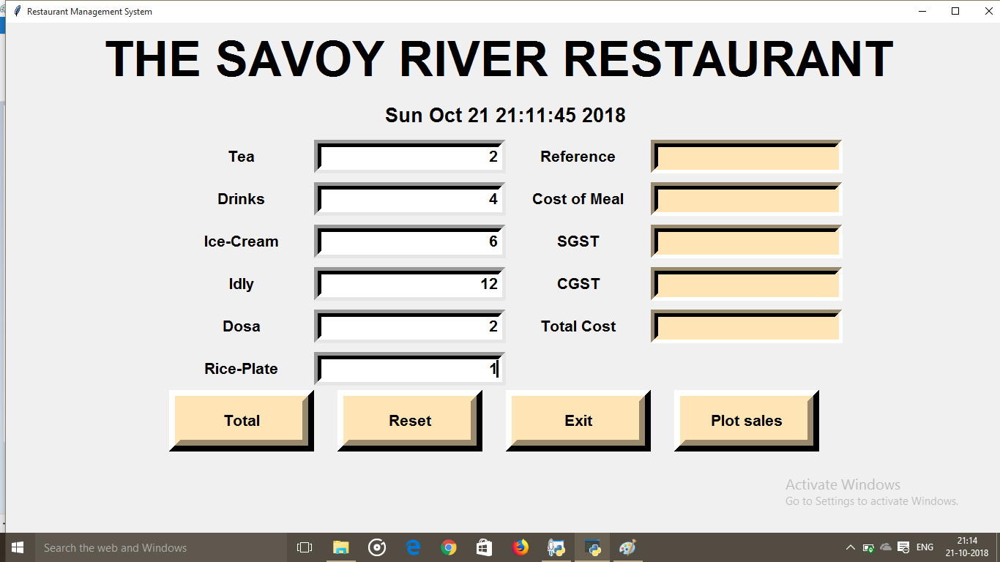 Restaurant Management System
THE SAVOY RIVER RESTAURANT
Sun Oct 21 21:11:45 2018
Tea 2 Reference
Drinks 4 Cost of Meal
Ice-Cream 6 SGST
Idly 12 CGST
Dosa 2 Total Cost
Rice-Plate 1
Total Reset Exit Plot sales
Activate Windows
Go to Settings to activate Windows.
Search the web and Windows
ENG
21:14
21-10-2018